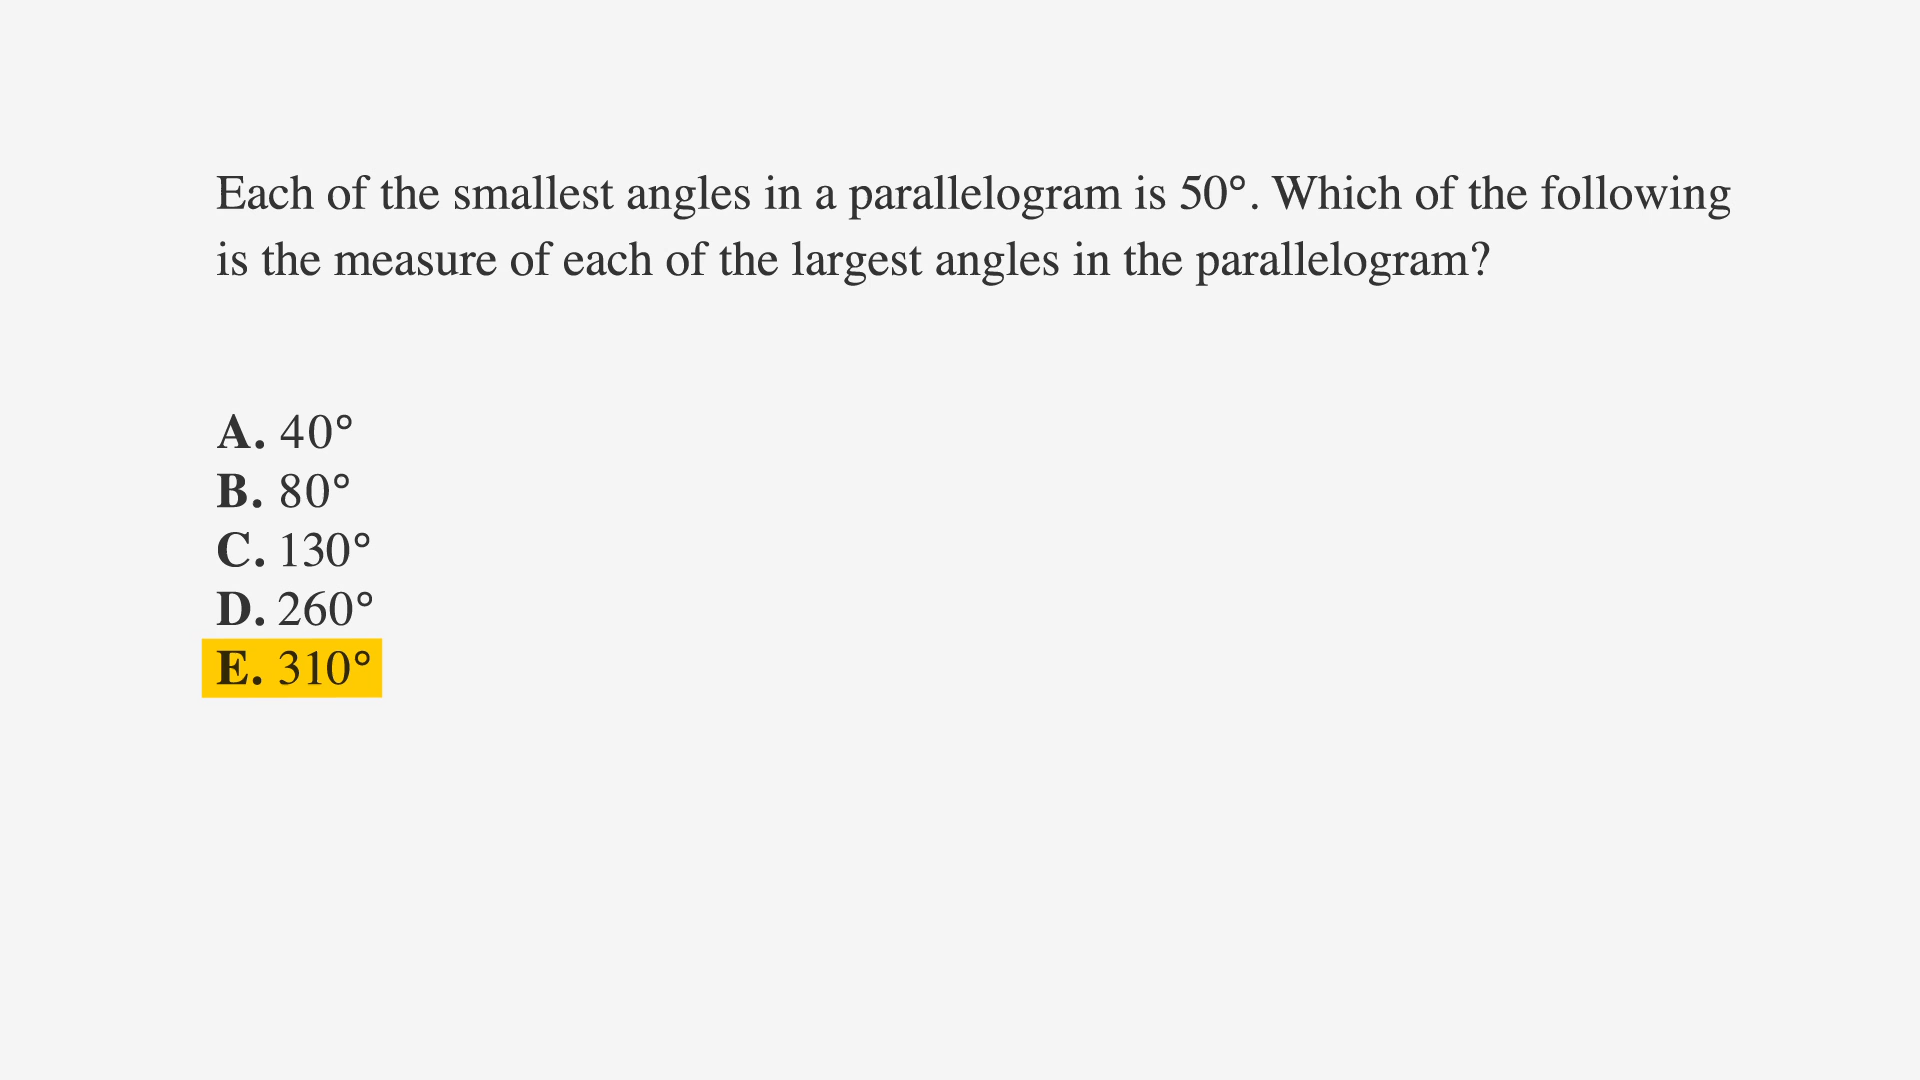 Each of the smallest angles in a parallelogram is 50°. Which of the following
is the measure of each of the largest angles in the parallelogram?
A. 40°
B. 80°
C. 130°
D. 260°
E. 310°